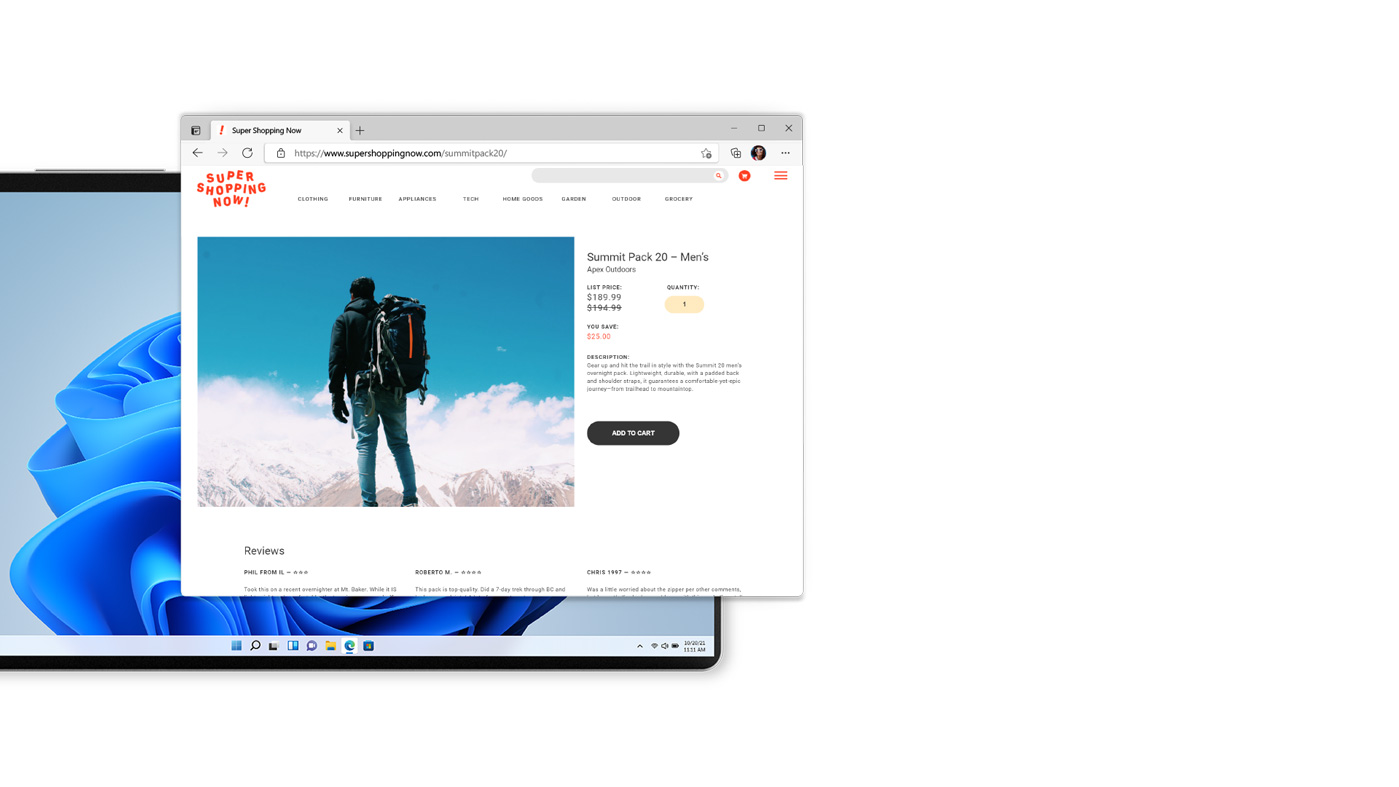 Super Shopping Now
https://www.supershoppingnow.com/summitpack20/
SUPER
SHOPPING
NOW!
CLOTHING FURNITURE APPLIANCES TECH HOME GOODS GARDEN OUTDOOR GROCERY
Summit Pack 20 – Men's
Apex Outdoors
LIST PRICE: QUANTITY:
$189.99
1
$194.99
YOU SAVE:
$25.00
DESCRIPTION:
Gear up and hit the trail in style with the Summit 20 men's
overnight pack. Lightweight, durable, with a padded back
and shoulder straps, it guarantees a comfortable yet-epic
journey—from trailhead to mountaintop.
ADD TO CART
Reviews
PHIL FROM IL – ☆☆☆
ROBERTO M. – ☆☆☆☆
CHRIS 1997 – ☆☆☆☆
Took this on a recent overnighter at Mt. Baker. While it IS
This pack is top-quality. Did a 7-day trek through BC and
Was a little worried about the zipper per other comments,
10/20/21
11:11 AM